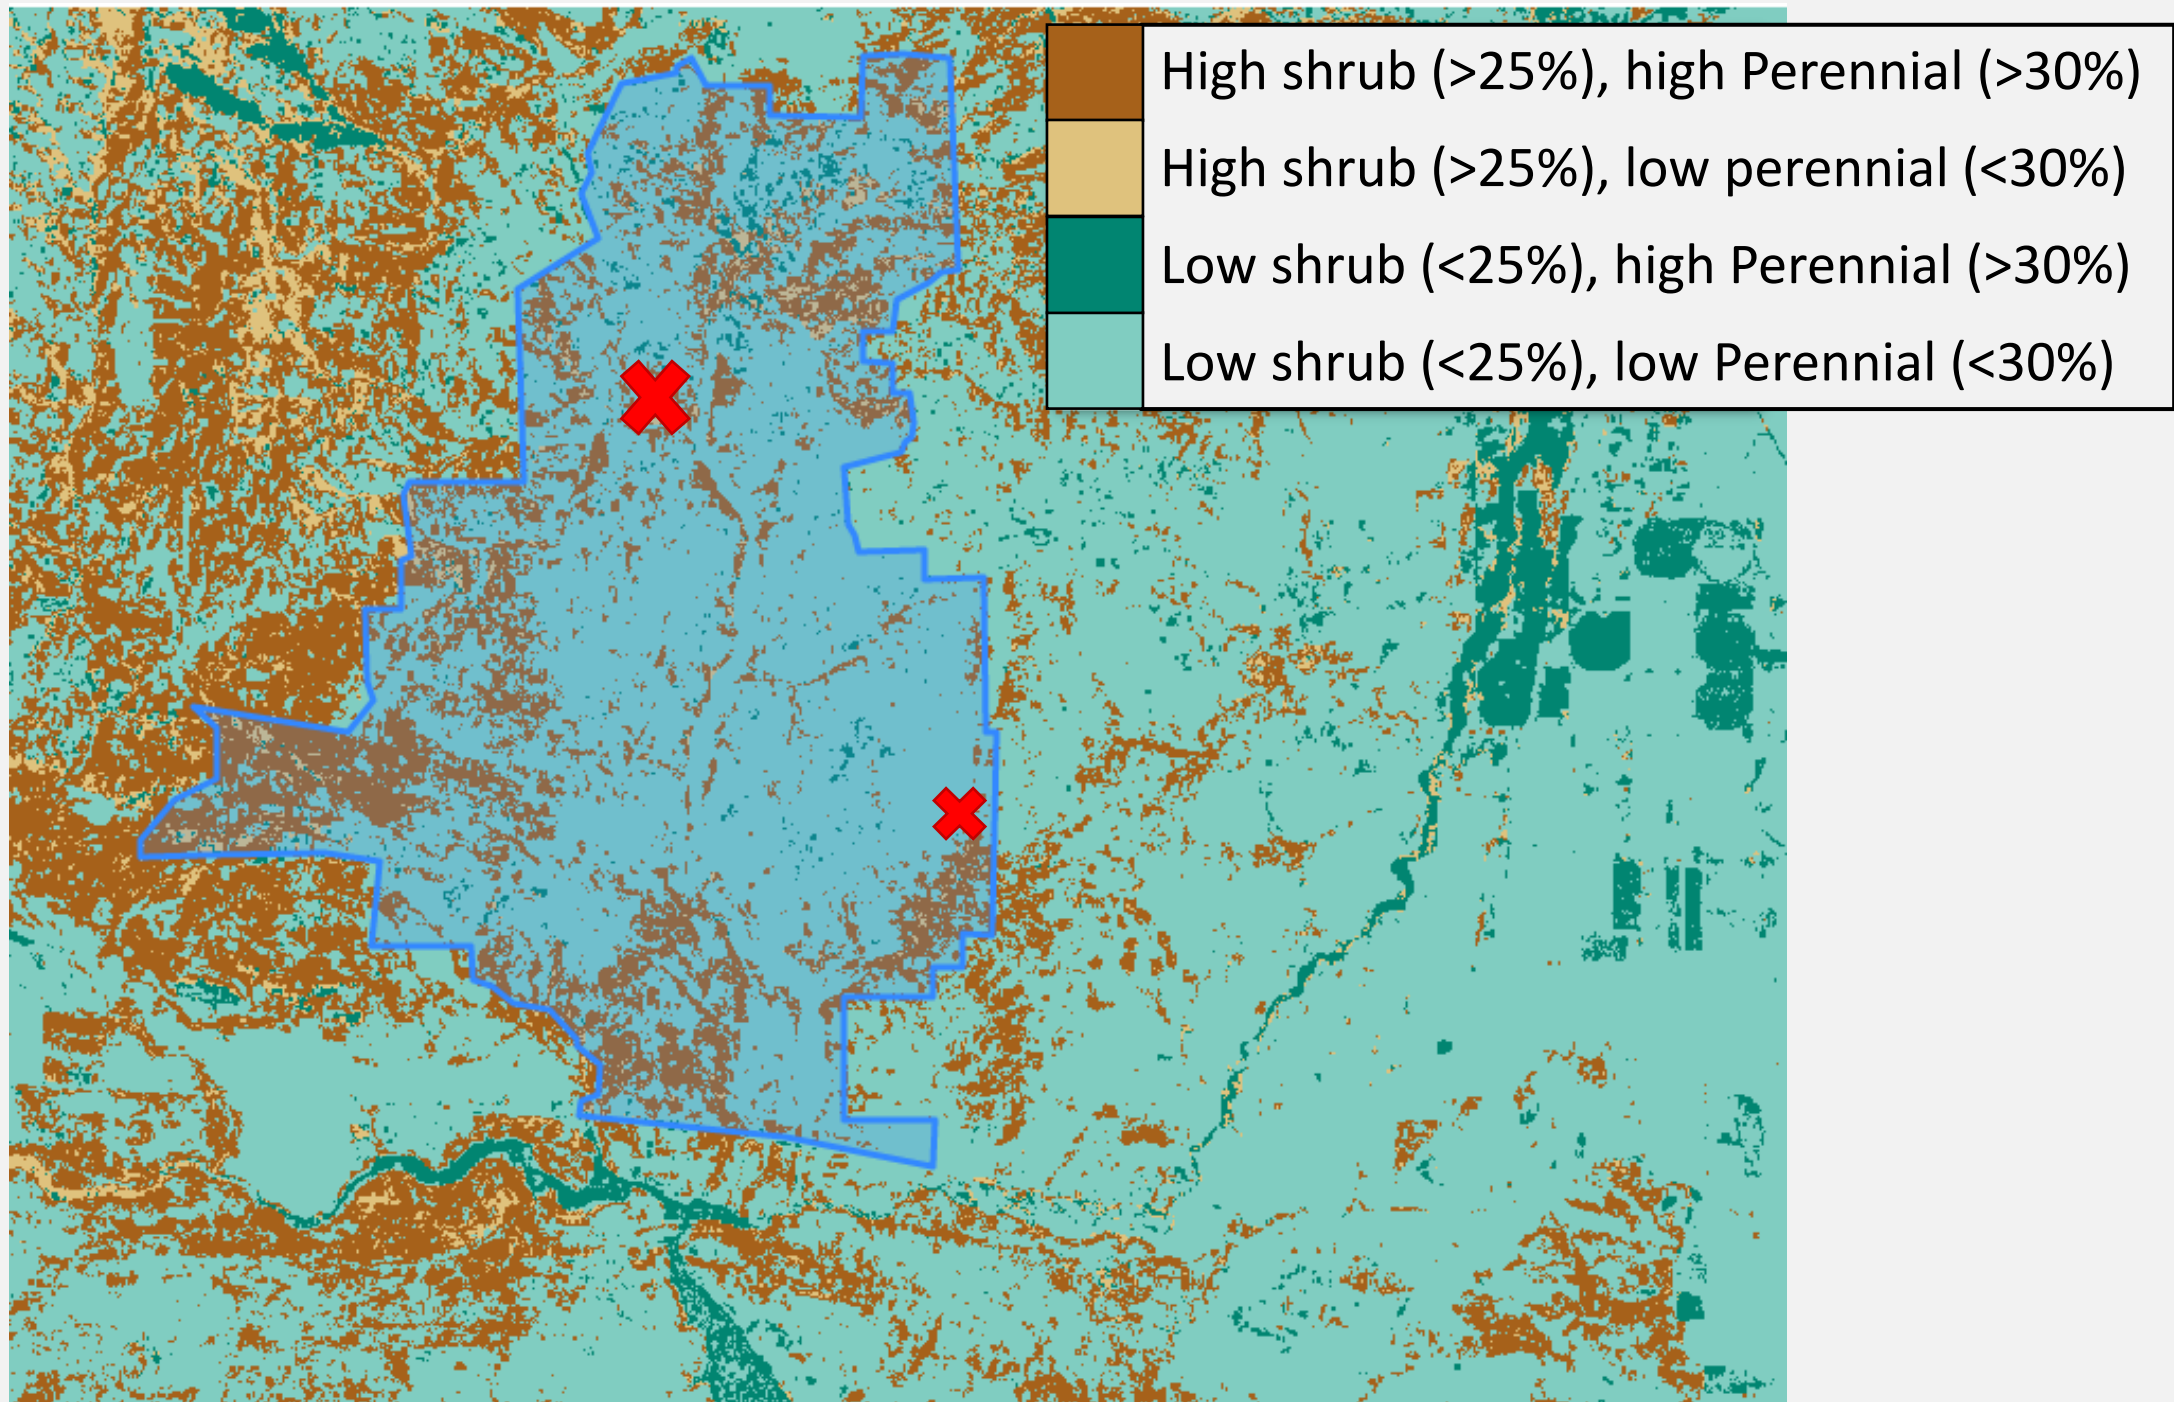 High shrub (>25%), high Perennial (>30%)
High shrub (>25%), low perennial (<30%)
Low shrub (<25%), high Perennial (>30%)
Low shrub (<25%), low Perennial (<30%)